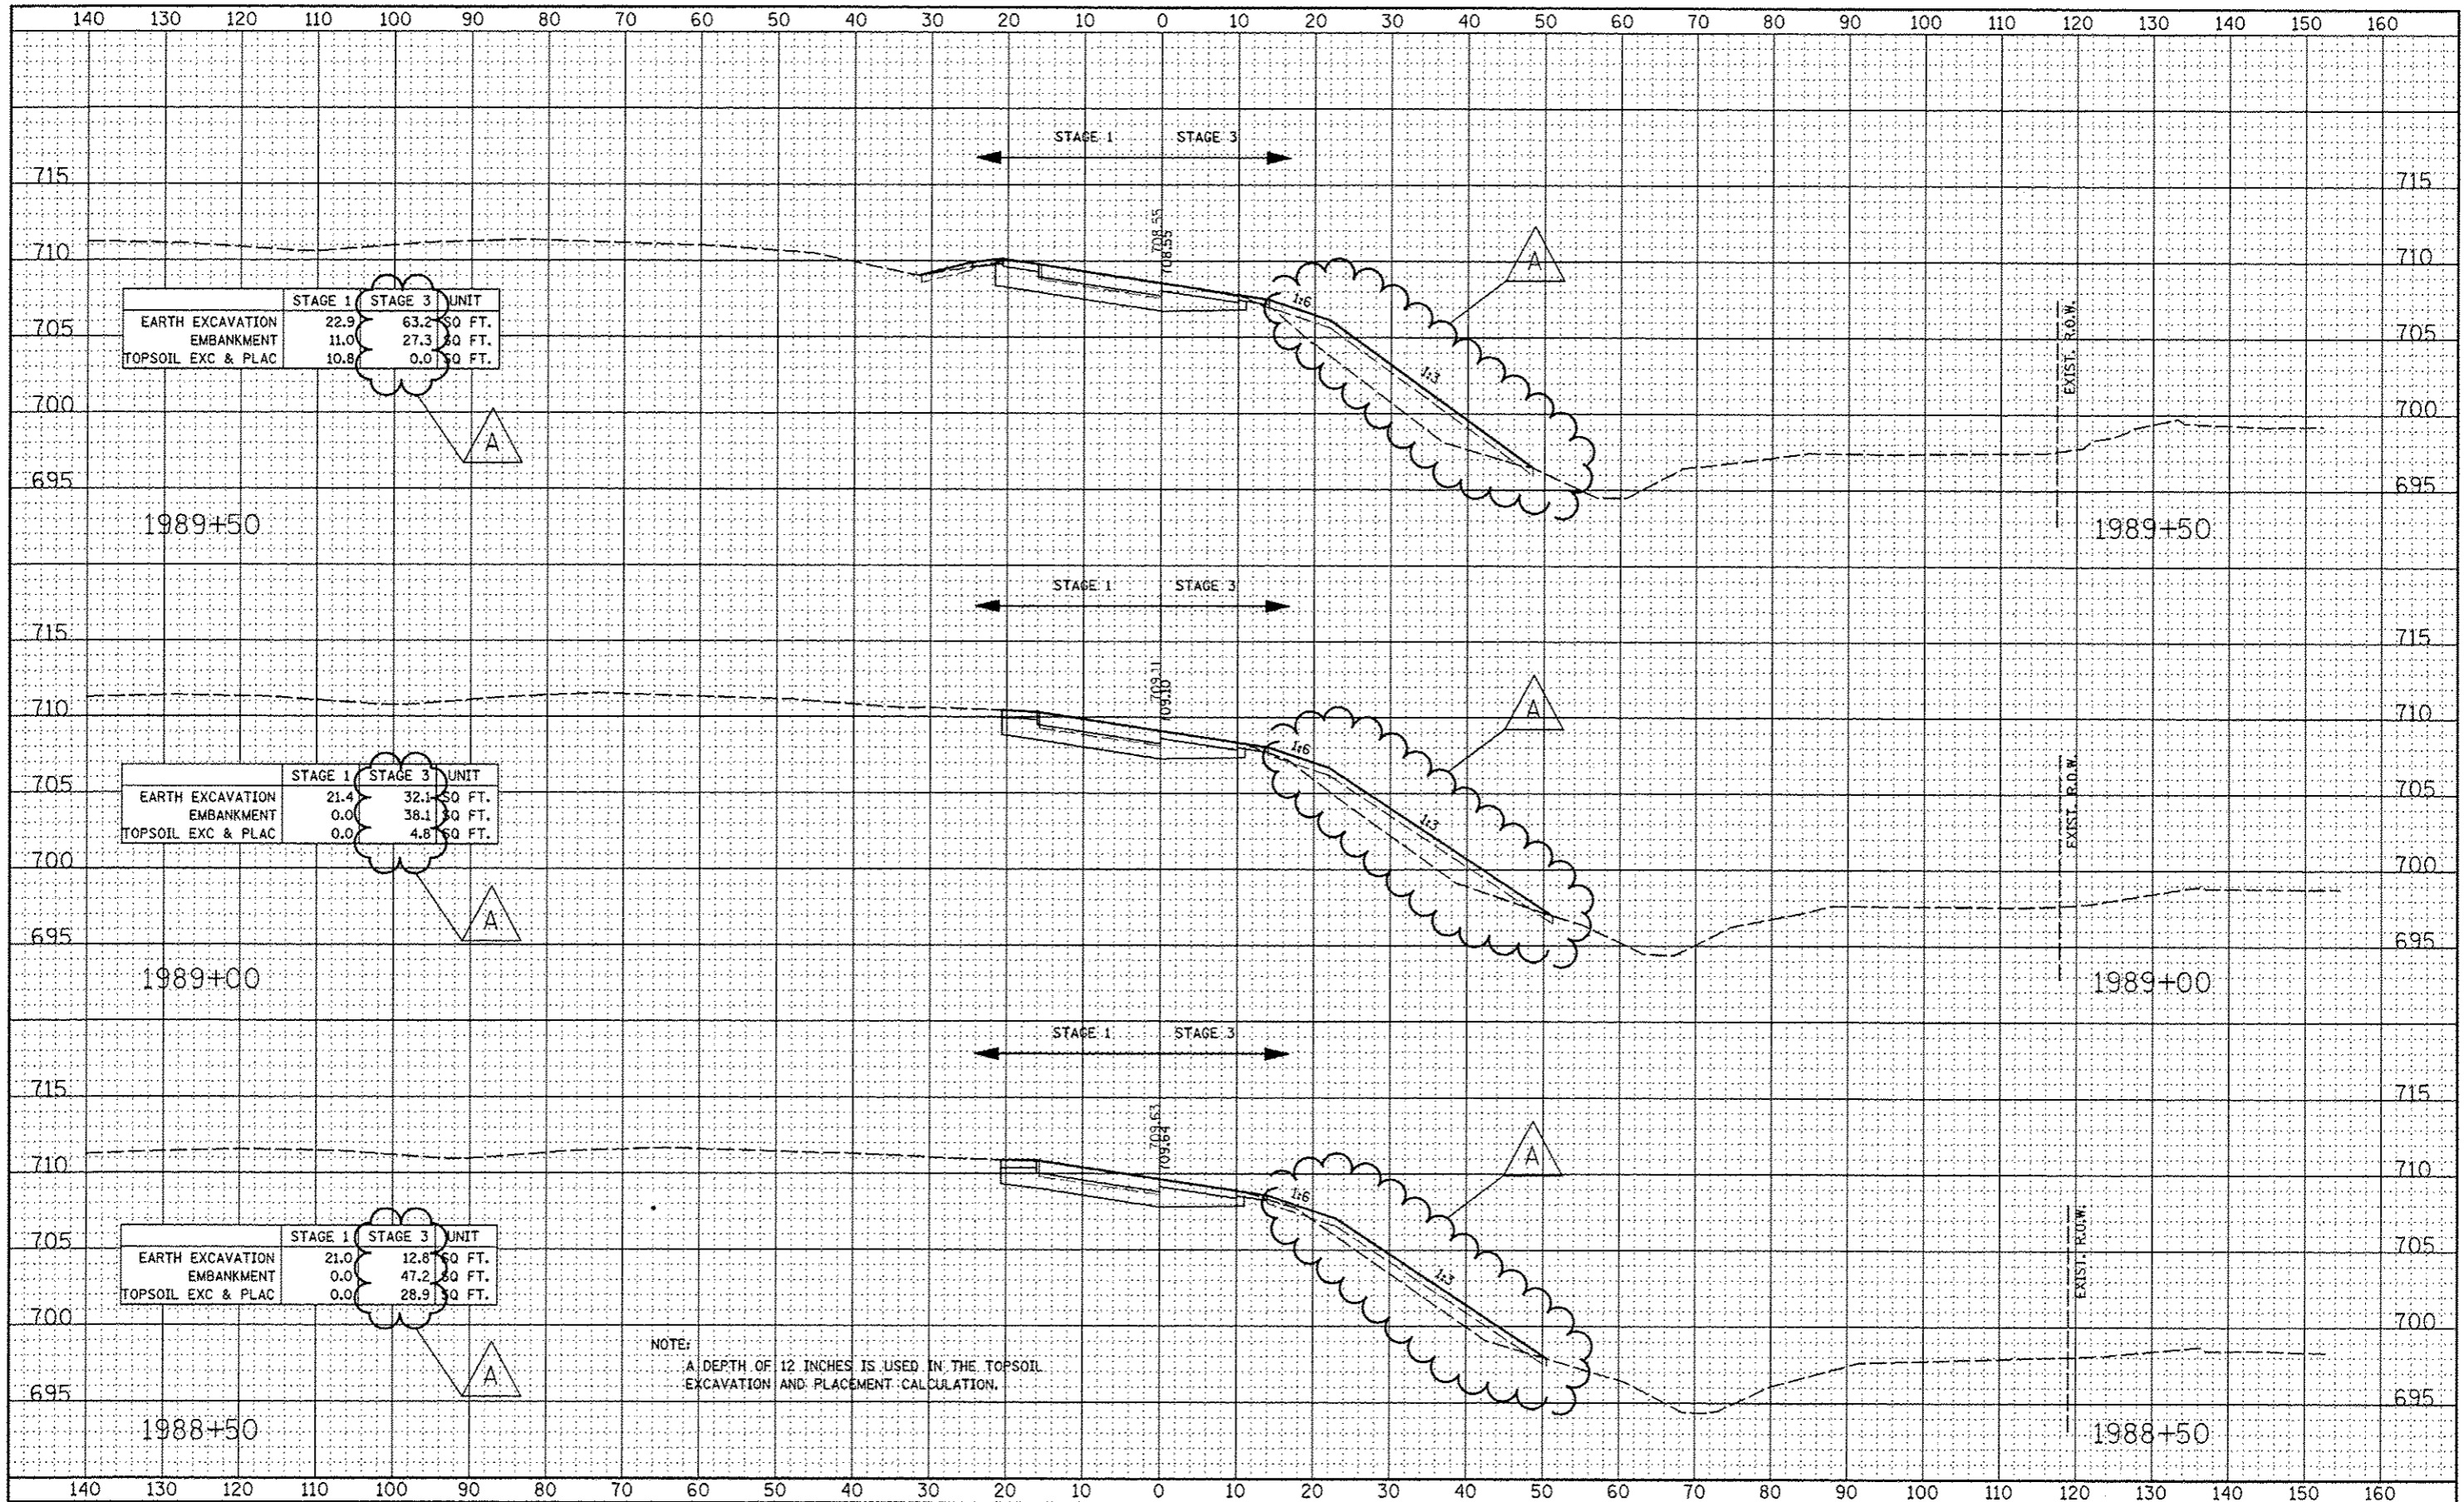 140 130 120 110 100 90 80 70 60 50 40 30 20 10 0 10 20 30 40 50 60 70 80 90 100 110 120 130 140 150 160
STAGE 1 STAGE 3
715 715
708.55
708.55
710 A 710
STAGE 1 STAGE 3 UNIT
EARTH EXCAVATION 22.9 63.2 SQ FT.
EMBANKMENT 11.0 27.3 SQ FT.
TOPSOIL EXC & PLAC 10.8 0.0 SQ FT.
1:6
705 705
EXIST. R.O.W.
1:3
700 700
A
695 695
1989+50 1989+50
STAGE 1 STAGE 3
715 715
709.11
709.10
710 A 710
1:6
STAGE 1 STAGE 3 UNIT
EARTH EXCAVATION 21.4 32.1 SQ FT.
EMBANKMENT 0.0 38.1 SQ FT.
TOPSOIL EXC & PLAC 0.0 4.8 SQ FT.
705 705
EXIST. R.O.W.
1:3
700 700
A
695 695
1989+00 1989+00
STAGE 1 STAGE 3
715 715
709.63
709.64
710 A 710
1:6
STAGE 1 STAGE 3 UNIT
EARTH EXCAVATION 21.0 12.8 SQ FT.
EMBANKMENT 0.0 47.2 SQ FT.
TOPSOIL EXC & PLAC 0.0 28.9 SQ FT.
705 705
EXIST. R.O.W.
1:3
700 700
NOTE:
A DEPTH OF 12 INCHES IS USED IN THE TOPSOIL
EXCAVATION AND PLACEMENT CALCULATION.
A
695 695
1988+50 1988+50
140 130 120 110 100 90 80 70 60 50 40 30 20 10 0 10 20 30 40 50 60 70 80 90 100 110 120 130 140 150 160